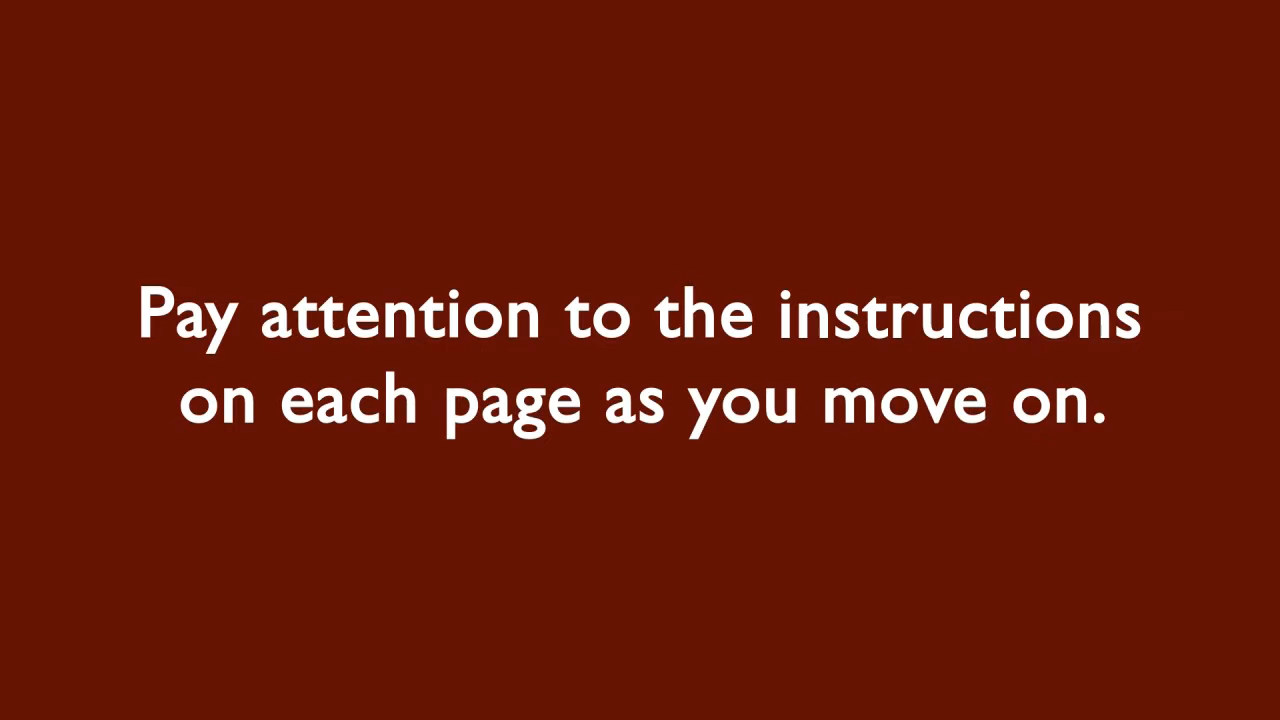 Pay attention to the instructions
on each page as you move on.